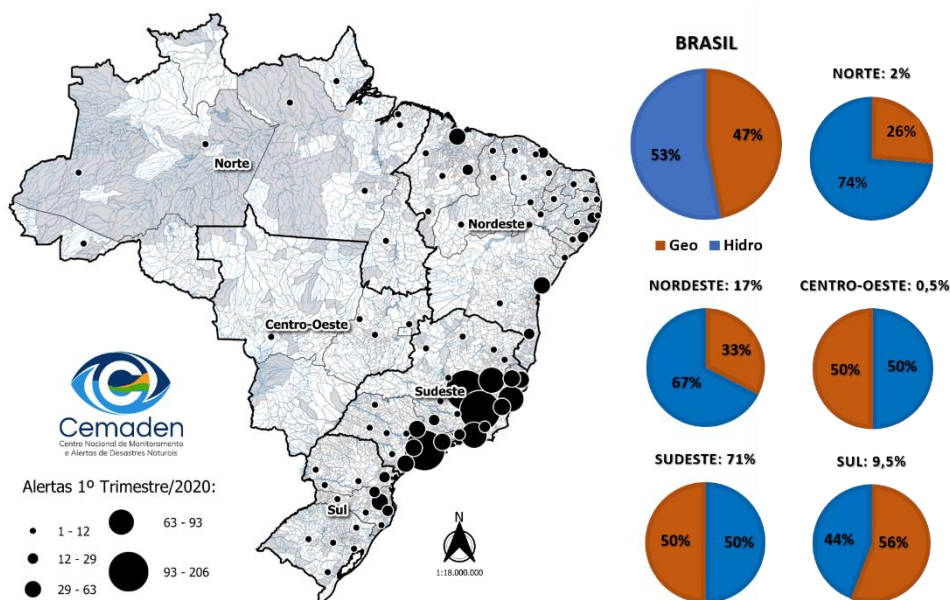 Norte
Nordeste
Centro-Oeste
Sudeste
Sul
Cemaden
Centro Nacional de Monitoramento
e Alertas de Desastres Naturais
Alertas 1º Trimestre/2020:
1 - 12
12 - 29
29 - 63
63 - 93
93 - 206
N
1:18.000.000
BRASIL
53%
47%
Geo
Hidro
NORTE: 2%
26%
74%
NORDESTE: 17%
33%
67%
CENTRO-OESTE: 0,5%
50%
50%
SUDESTE: 71%
50%
50%
SUL: 9,5%
44%
56%